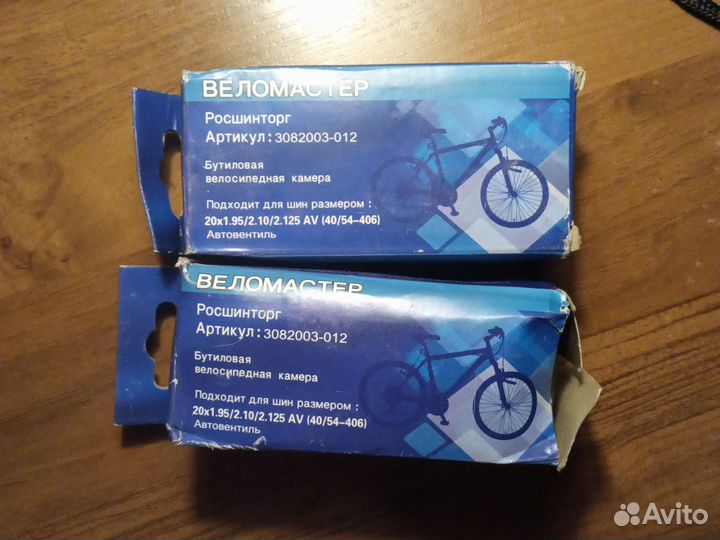 ВЕЛОМАСТЕР
Росшинторг
Артикул: 3082003-012
Бутиловая
велосипедная камера
Подходит для шин размером :
20x1.95/2.10/2.125 AV (40/54-406)
Автовентиль
ВЕЛОМАСТЕР
Росшинторг
Артикул: 3082003-012
Бутиловая
велосипедная камера
Подходит для шин размером :
20x1.95/2.10/2.125 AV (40/54-406)
Автовентиль
Avito